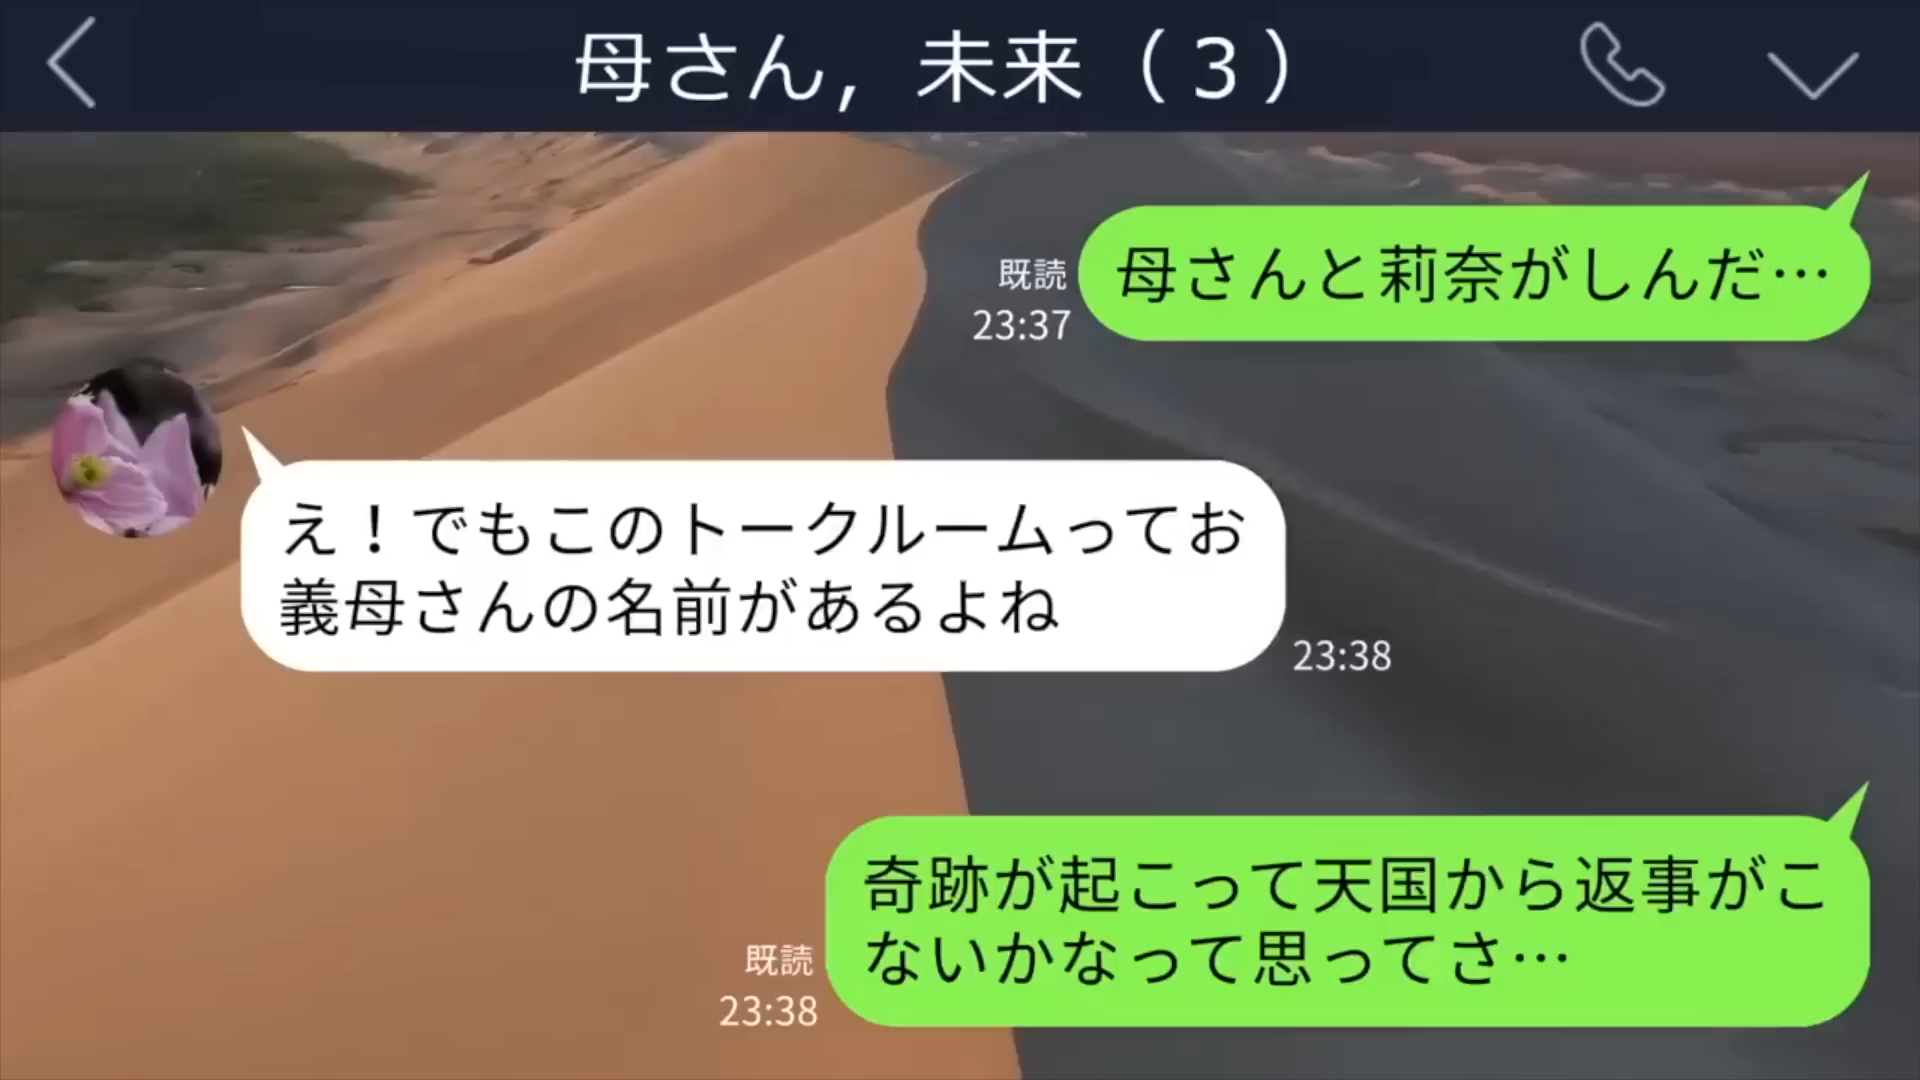 母さん，未来（３）
母さんと莉奈がしんだ…
既読
23:37
え！でもこのトークルームってお
義母さんの名前があるよね
23:38
奇跡が起こって天国から返事がこ
ないかなって思ってさ…
既読
23:38